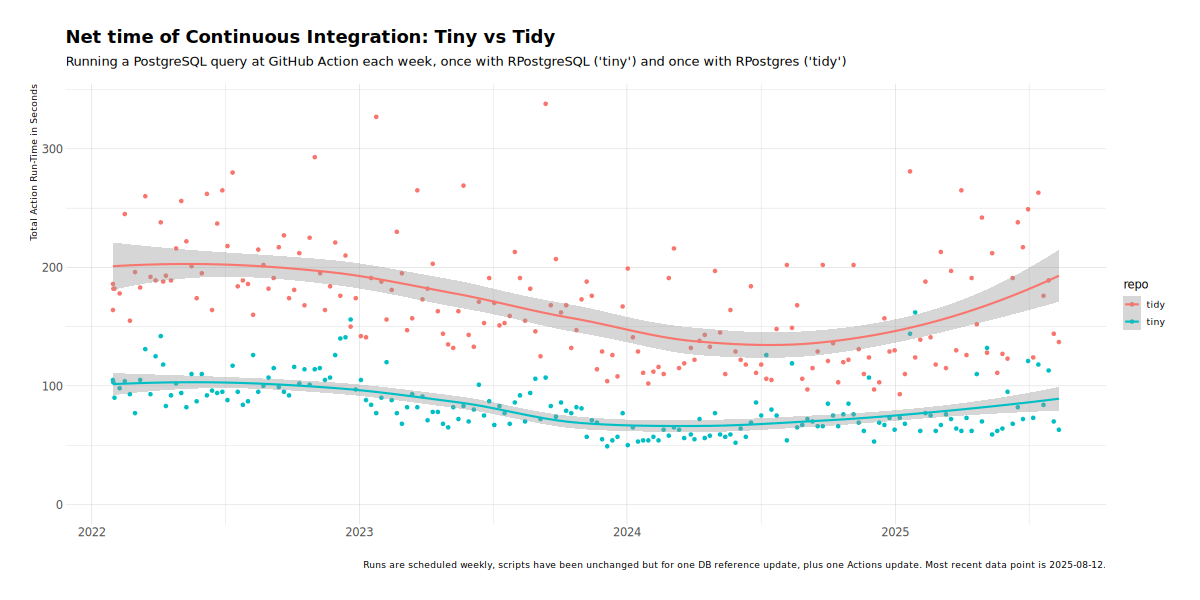 Net time of Continuous Integration: Tiny vs Tidy
Running a PostgreSQL query at GitHub Action each week, once with RPostgreSQL ('tiny') and once with RPostgres ('tidy')
Total Action Run-Time in Seconds
300
200
100
0
2022
2023
2024
2025
repo
tidy
tiny
Runs are scheduled weekly, scripts have been unchanged but for one DB reference update, plus one Actions update. Most recent data point is 2025-08-12.